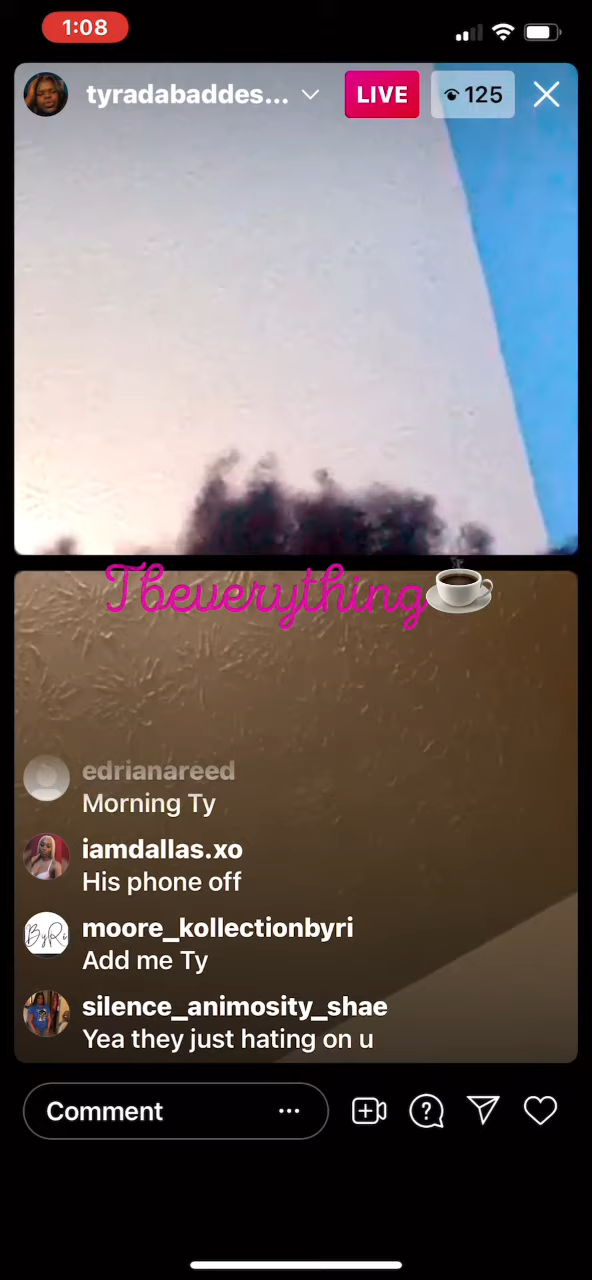 1:08
tyradabaddes...
LIVE
125
Tbeverything
edrianareed
Morning Ty
iamdallas.xo
His phone off
moore_kollectionbyri
ByRi
Add me Ty
silence_animosity_shae
Yea they just hating on u
Comment